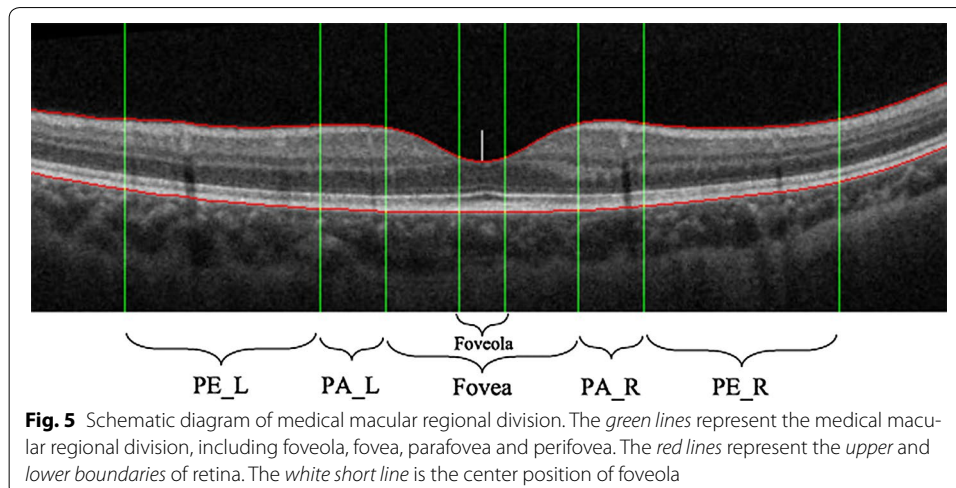 Foveola
PE_L PA_L Fovea PA_R PE_R
Fig. 5 Schematic diagram of medical macular regional division. The green lines represent the medical macu-
lar regional division, including foveola, fovea, parafovea and perifovea. The red lines represent the upper and
lower boundaries of retina. The white short line is the center position of foveola